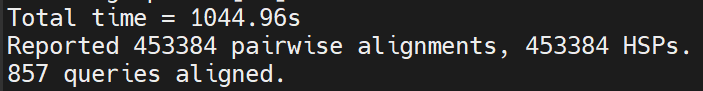 Total time = 1044.96s
Reported 453384 pairwise alignments, 453384 HSPs.
857 queries aligned.